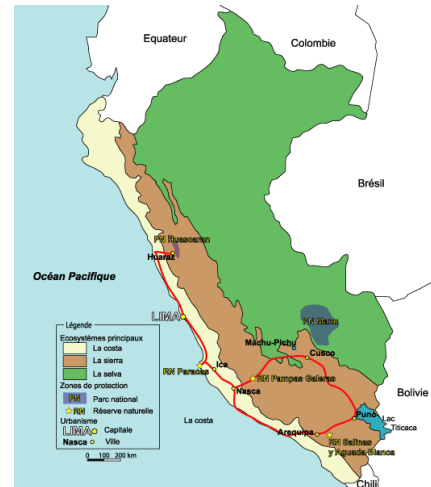 Equateur
Colombie
Brésil
PN Huascaran
Huaraz
Océan Pacifique
LIMA
PN Manu
Machu-Pichu
Cusco
Légende
Ecosystèmes principaux
La costa
La sierra
La selva
Zones de protection
PN Parc national
RN Réserve naturelle
Urbanisme
LIMA Capitale
Nasca Ville
0 100 200 km
RN Paracas
Ica
RN Pampas Galeras
Nasca
Bolivie
La costa
Puno
Lac
Titicaca
Arequipa
RN Salinas
y Aguada Blanca
Chili